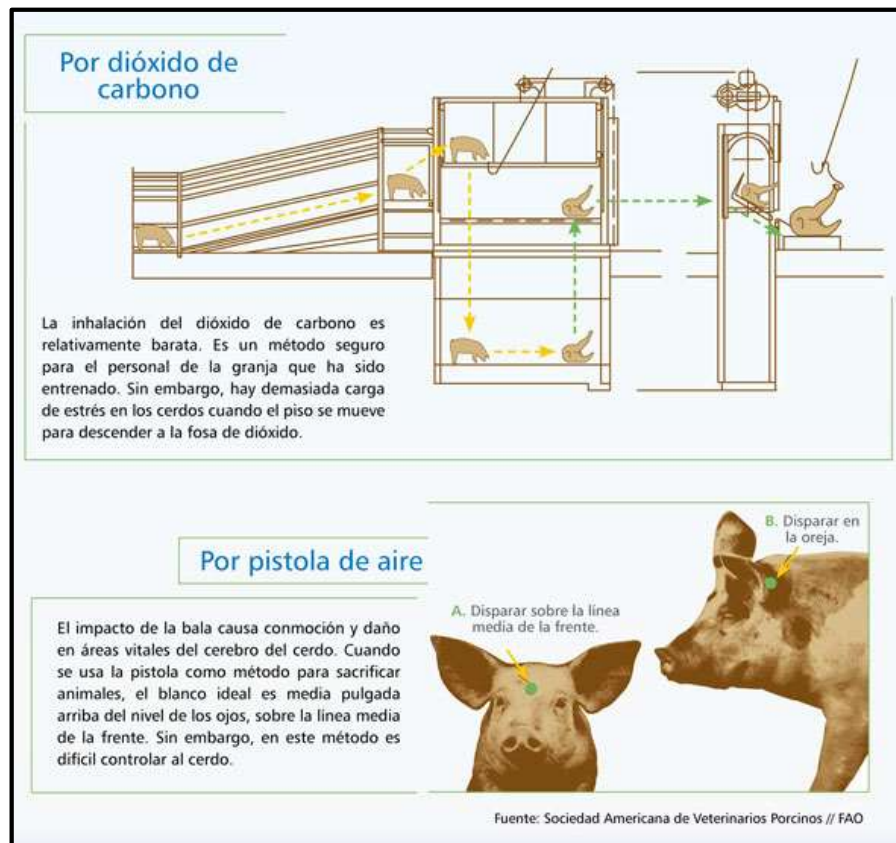 Por dióxido de
carbono
La inhalación del dióxido de carbono es
relativamente barata. Es un método seguro
para el personal de la granja que ha sido
entrenado. Sin embargo, hay demasiada carga
de estrés en los cerdos cuando el piso se mueve
para descender a la fosa de dióxido.
Por pistola de aire
El impacto de la bala causa conmoción y daño
en áreas vitales del cerebro del cerdo. Cuando
se usa la pistola como método para sacrificar
animales, el blanco ideal es media pulgada
arriba del nivel de los ojos, sobre la línea media
de la frente. Sin embargo, en este método es
difícil controlar al cerdo.
A. Disparar sobre la línea
media de la frente.
B. Disparar en
la oreja.
Fuente: Sociedad Americana de Veterinarios Porcinos // FAO